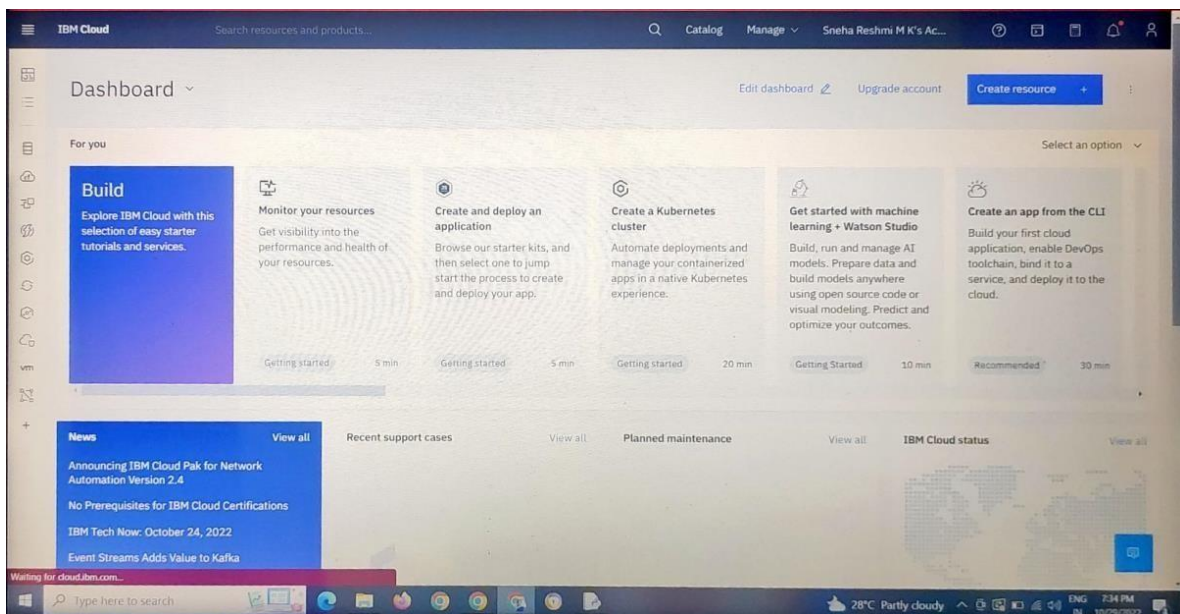 IBM Cloud
Search resources and products...
Catalog
Manage
Sneha Reshmi M K's Ac...
Dashboard
Edit dashboard
Upgrade account
Create resource +
For you
Select an option
Build
Explore IBM Cloud with this
selection of easy starter
tutorials and services.
Monitor your resources
Get visibility into the
performance and health of
your resources.
Getting started
5 min
Create and deploy an
application
Browse our starter kits, and
then select one to jump
start the process to create
and deploy your app.
Getting started
5 min
Create a Kubernetes
cluster
Automate deployments and
manage your containerized
apps in a native Kubernetes
experience.
Getting started
20 min
Get started with machine
learning + Watson Studio
Build, run and manage AI
models. Prepare data and
build models anywhere
using open source code or
visual modeling. Predict and
optimize your outcomes.
Getting Started
10 min
Create an app from the CLI
Build your first cloud
application, enable DevOps
toolchain, bind it to a
service, and deploy it to the
cloud.
Recommended
30 min
vm
News
View all
Announcing IBM Cloud Pak for Network
Automation Version 2.4
No Prerequisites for IBM Cloud Certifications
IBM Tech Now: October 24, 2022
Event Streams Adds Value to Kafka
Recent support cases
View all
Planned maintenance
View all
IBM Cloud status
View all
Waiting for cloud.ibm.com...
Type here to search
28°C Partly cloudy
ENG
IN
7:34 PM
10/29/2022